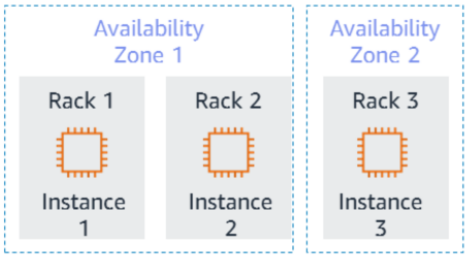 Availability
Zone 1
Rack 1
Instance
1
Rack 2
Instance
2
Availability
Zone 2
Rack 3
Instance
3